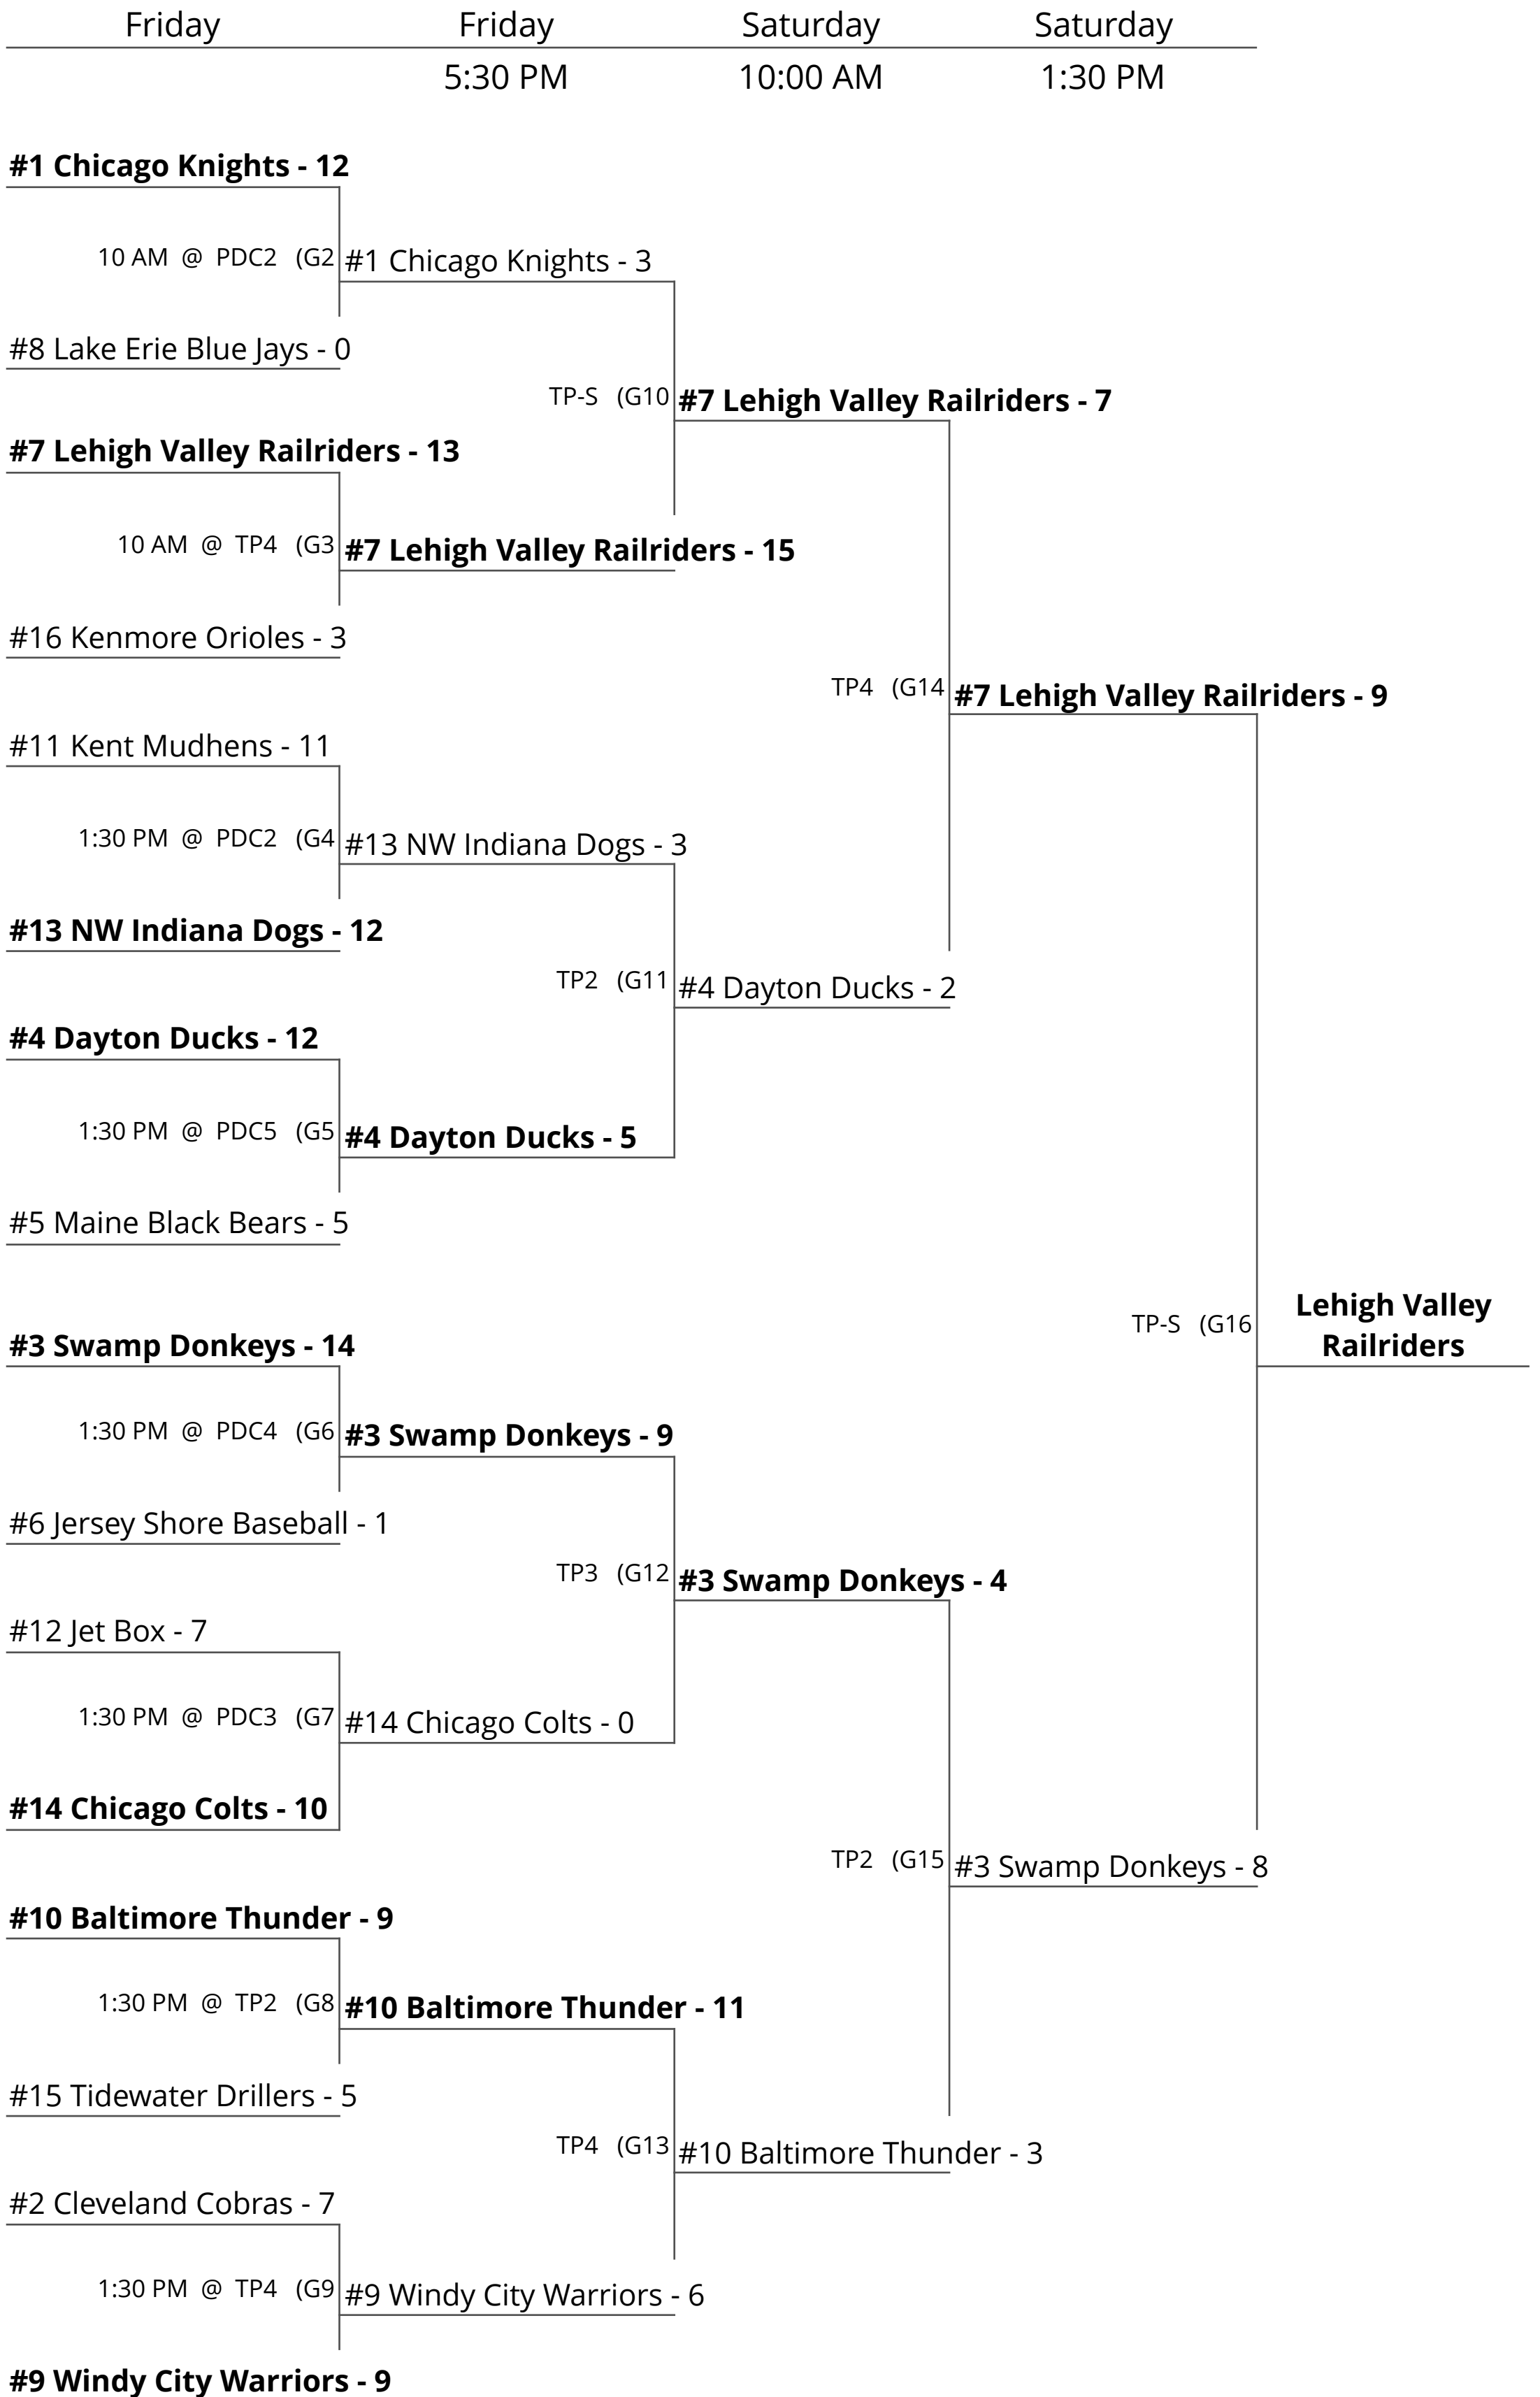 Friday Friday Saturday Saturday
5:30 PM 10:00 AM 1:30 PM
#1 Chicago Knights - 12
10 AM @ PDC2 (G2
#1 Chicago Knights - 3
#8 Lake Erie Blue Jays - 0
TP-S (G10
#7 Lehigh Valley Railriders - 7
#7 Lehigh Valley Railriders - 13
10 AM @ TP4 (G3
#7 Lehigh Valley Railriders - 15
#16 Kenmore Orioles - 3
TP4 (G14
#7 Lehigh Valley Railriders - 9
#11 Kent Mudhens - 11
1:30 PM @ PDC2 (G4
#13 NW Indiana Dogs - 3
#13 NW Indiana Dogs - 12
TP2 (G11
#4 Dayton Ducks - 2
#4 Dayton Ducks - 12
1:30 PM @ PDC5 (G5
#4 Dayton Ducks - 5
#5 Maine Black Bears - 5
TP-S (G16
Lehigh Valley
Railriders
#3 Swamp Donkeys - 14
1:30 PM @ PDC4 (G6
#3 Swamp Donkeys - 9
#6 Jersey Shore Baseball - 1
TP3 (G12
#3 Swamp Donkeys - 4
#12 Jet Box - 7
1:30 PM @ PDC3 (G7
#14 Chicago Colts - 0
#14 Chicago Colts - 10
TP2 (G15
#3 Swamp Donkeys - 8
#10 Baltimore Thunder - 9
1:30 PM @ TP2 (G8
#10 Baltimore Thunder - 11
#15 Tidewater Drillers - 5
TP4 (G13
#10 Baltimore Thunder - 3
#2 Cleveland Cobras - 7
1:30 PM @ TP4 (G9
#9 Windy City Warriors - 6
#9 Windy City Warriors - 9